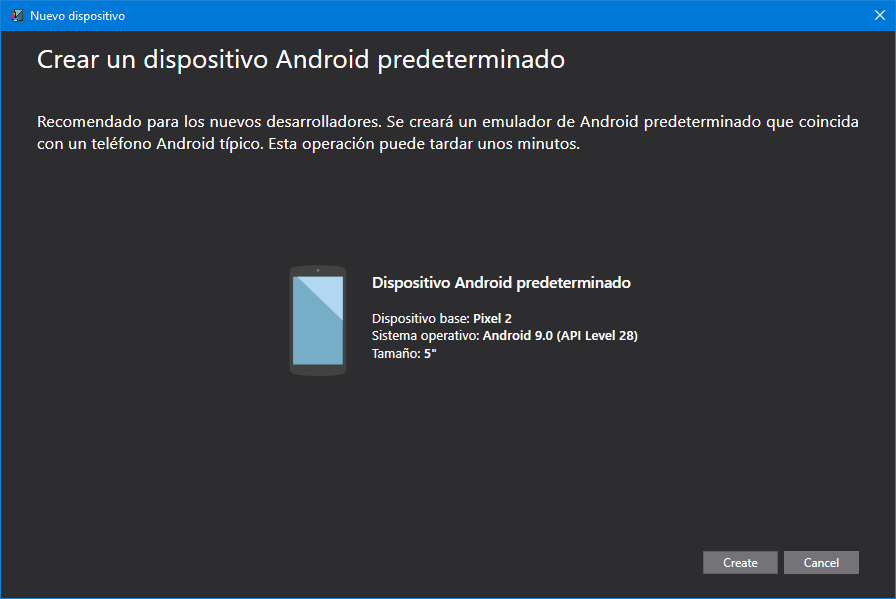 Nuevo dispositivo
Crear un dispositivo Android predeterminado
Recomendado para los nuevos desarrolladores. Se creará un emulador de Android predeterminado que coincida
con un teléfono Android típico. Esta operación puede tardar unos minutos.
Dispositivo Android predeterminado
Dispositivo base: Pixel 2
Sistema operativo: Android 9.0 (API Level 28)
Tamaño: 5"
Create Cancel